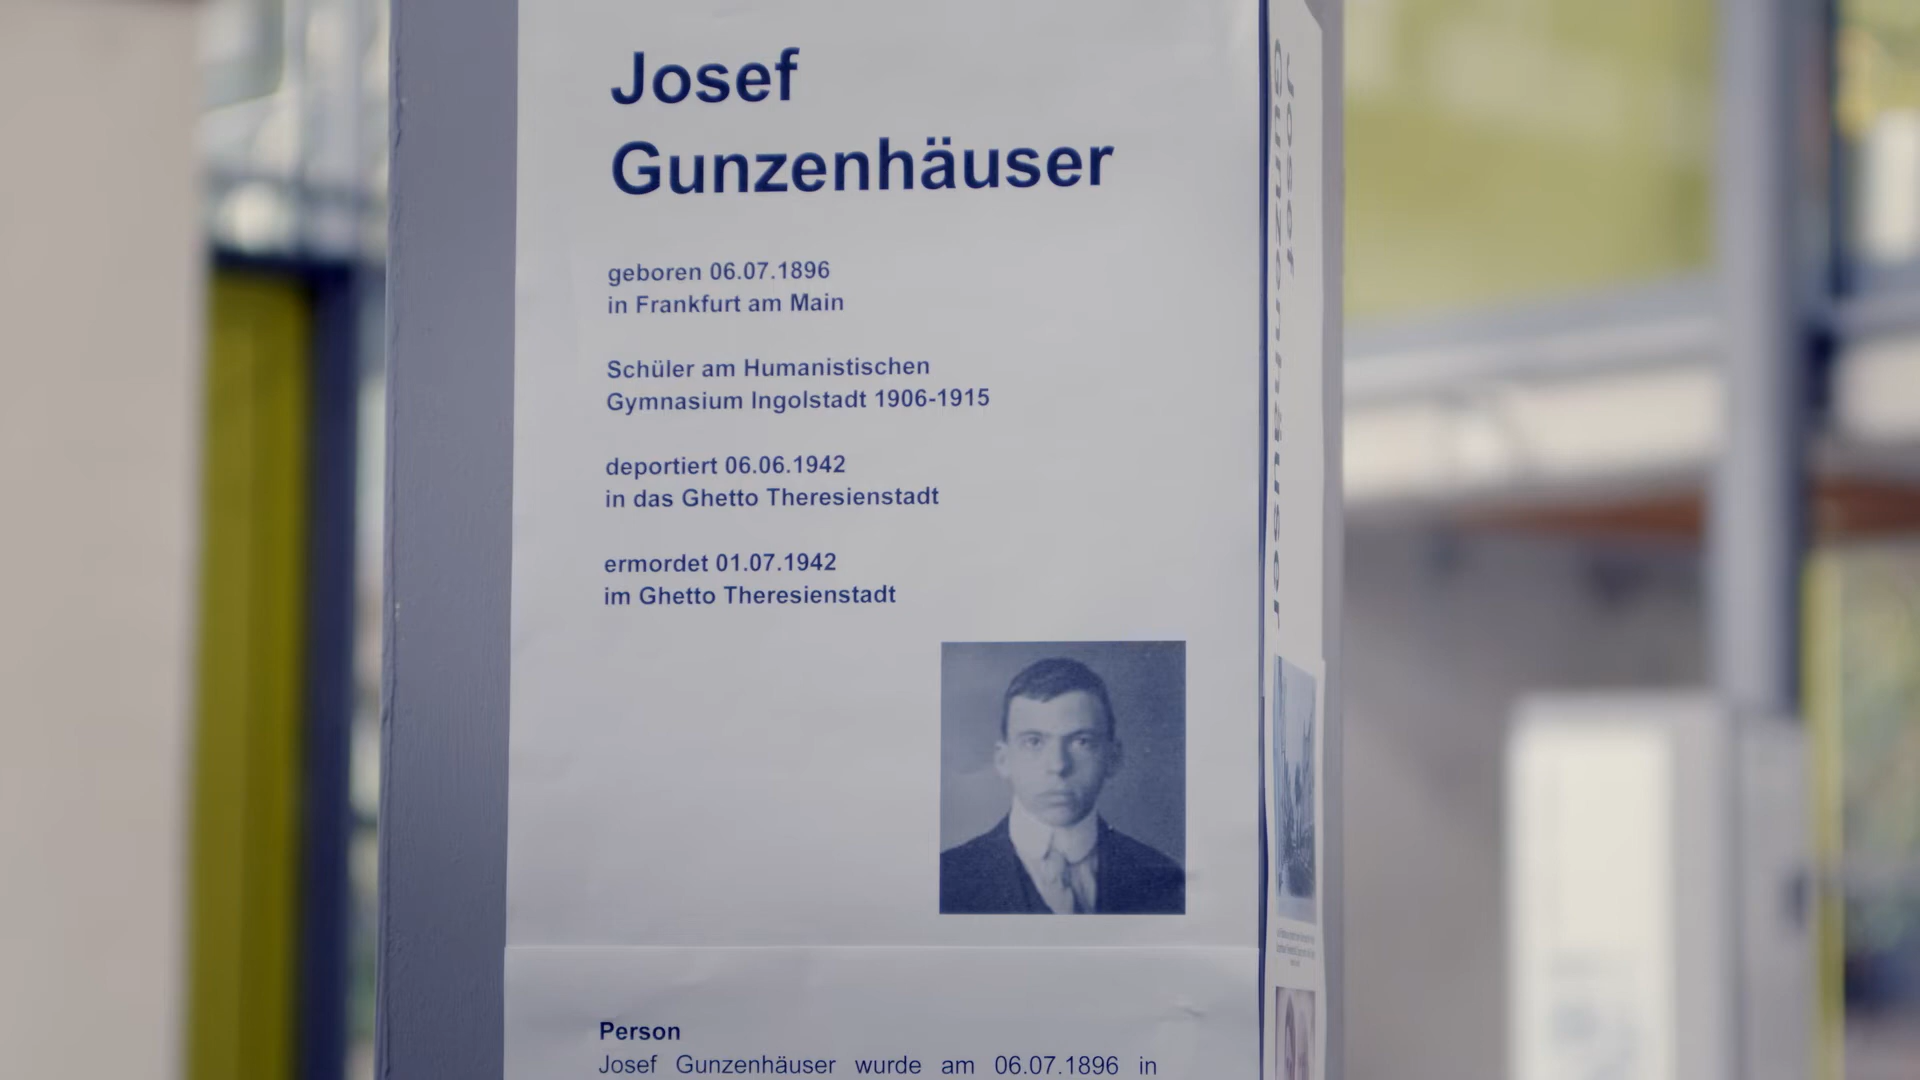 Josef
Gunzenhäuser
geboren 06.07.1896
in Frankfurt am Main
Schüler am Humanistischen
Gymnasium Ingolstadt 1906-1915
deportiert 06.06.1942
in das Ghetto Theresienstadt
ermordet 01.07.1942
im Ghetto Theresienstadt
Person
Josef Gunzenhäuser wurde am 06.07.1896 in
Josef
Gunzenhäuser